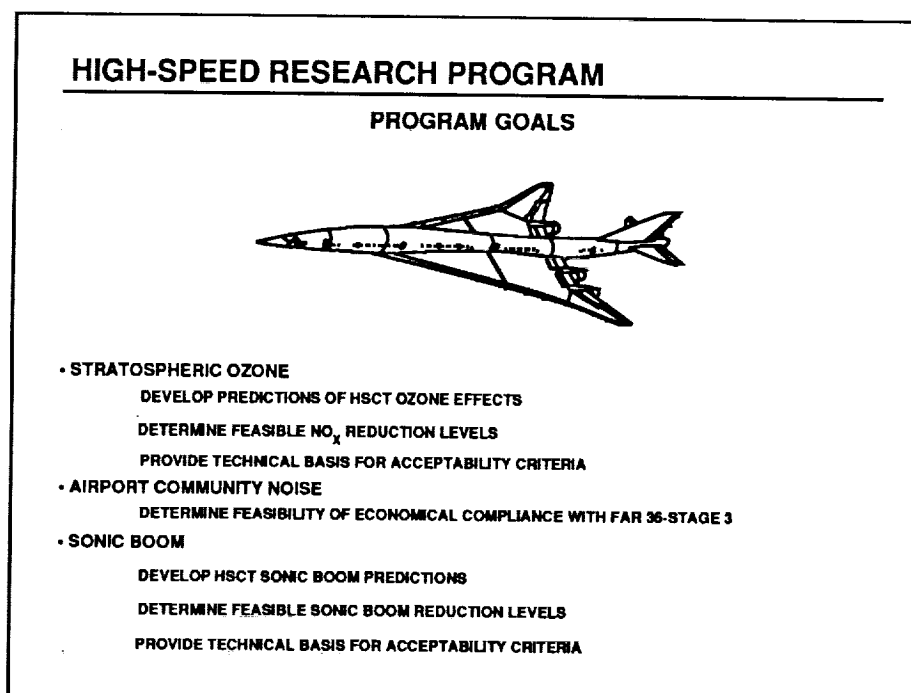 HIGH-SPEED RESEARCH PROGRAM
PROGRAM GOALS
• STRATOSPHERIC OZONE
DEVELOP PREDICTIONS OF HSCT OZONE EFFECTS
DETERMINE FEASIBLE NOX REDUCTION LEVELS
PROVIDE TECHNICAL BASIS FOR ACCEPTABILITY CRITERIA
• AIRPORT COMMUNITY NOISE
DETERMINE FEASIBILITY OF ECONOMICAL COMPLIANCE WITH FAR 36-STAGE 3
• SONIC BOOM
DEVELOP HSCT SONIC BOOM PREDICTIONS
DETERMINE FEASIBLE SONIC BOOM REDUCTION LEVELS
PROVIDE TECHNICAL BASIS FOR ACCEPTABILITY CRITERIA